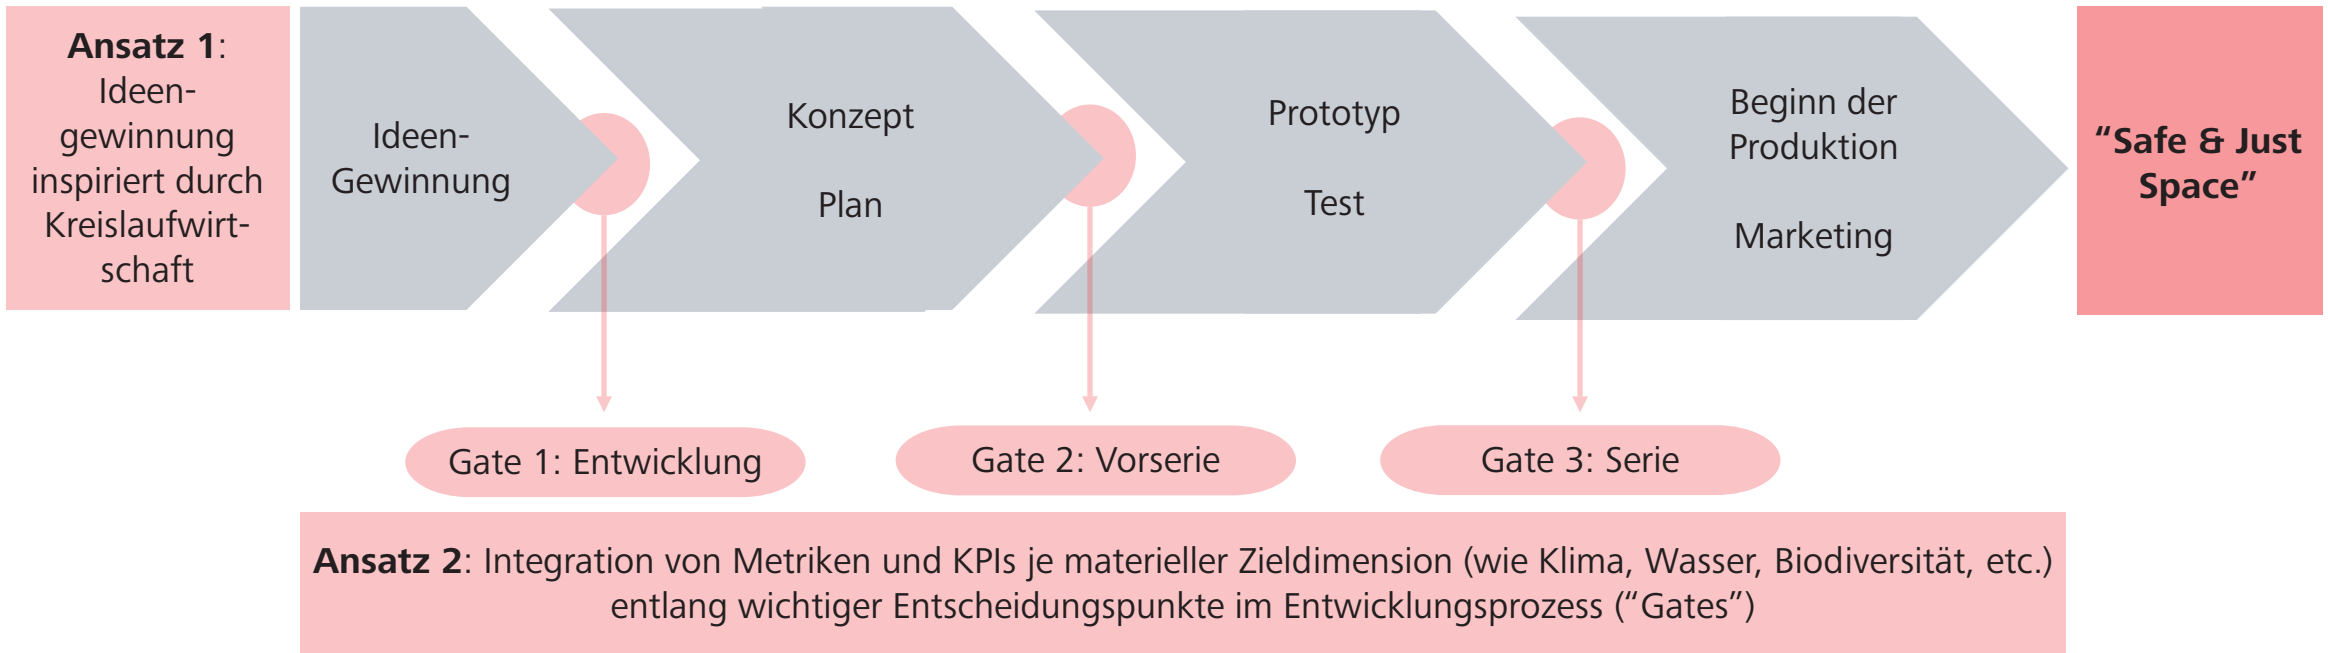 Ansatz 1:
Ideen-
gewinnung
inspiriert durch
Kreislaufwirt-
schaft
Ideen-
Gewinnung
Konzept
Plan
Prototyp
Test
Beginn der
Produktion
Marketing
“Safe & Just
Space”
Gate 1: Entwicklung
Gate 2: Vorserie
Gate 3: Serie
Ansatz 2: Integration von Metriken und KPIs je materieller Zieldimension (wie Klima, Wasser, Biodiversität, etc.)
entlang wichtiger Entscheidungspunkte im Entwicklungsprozess (“Gates”)